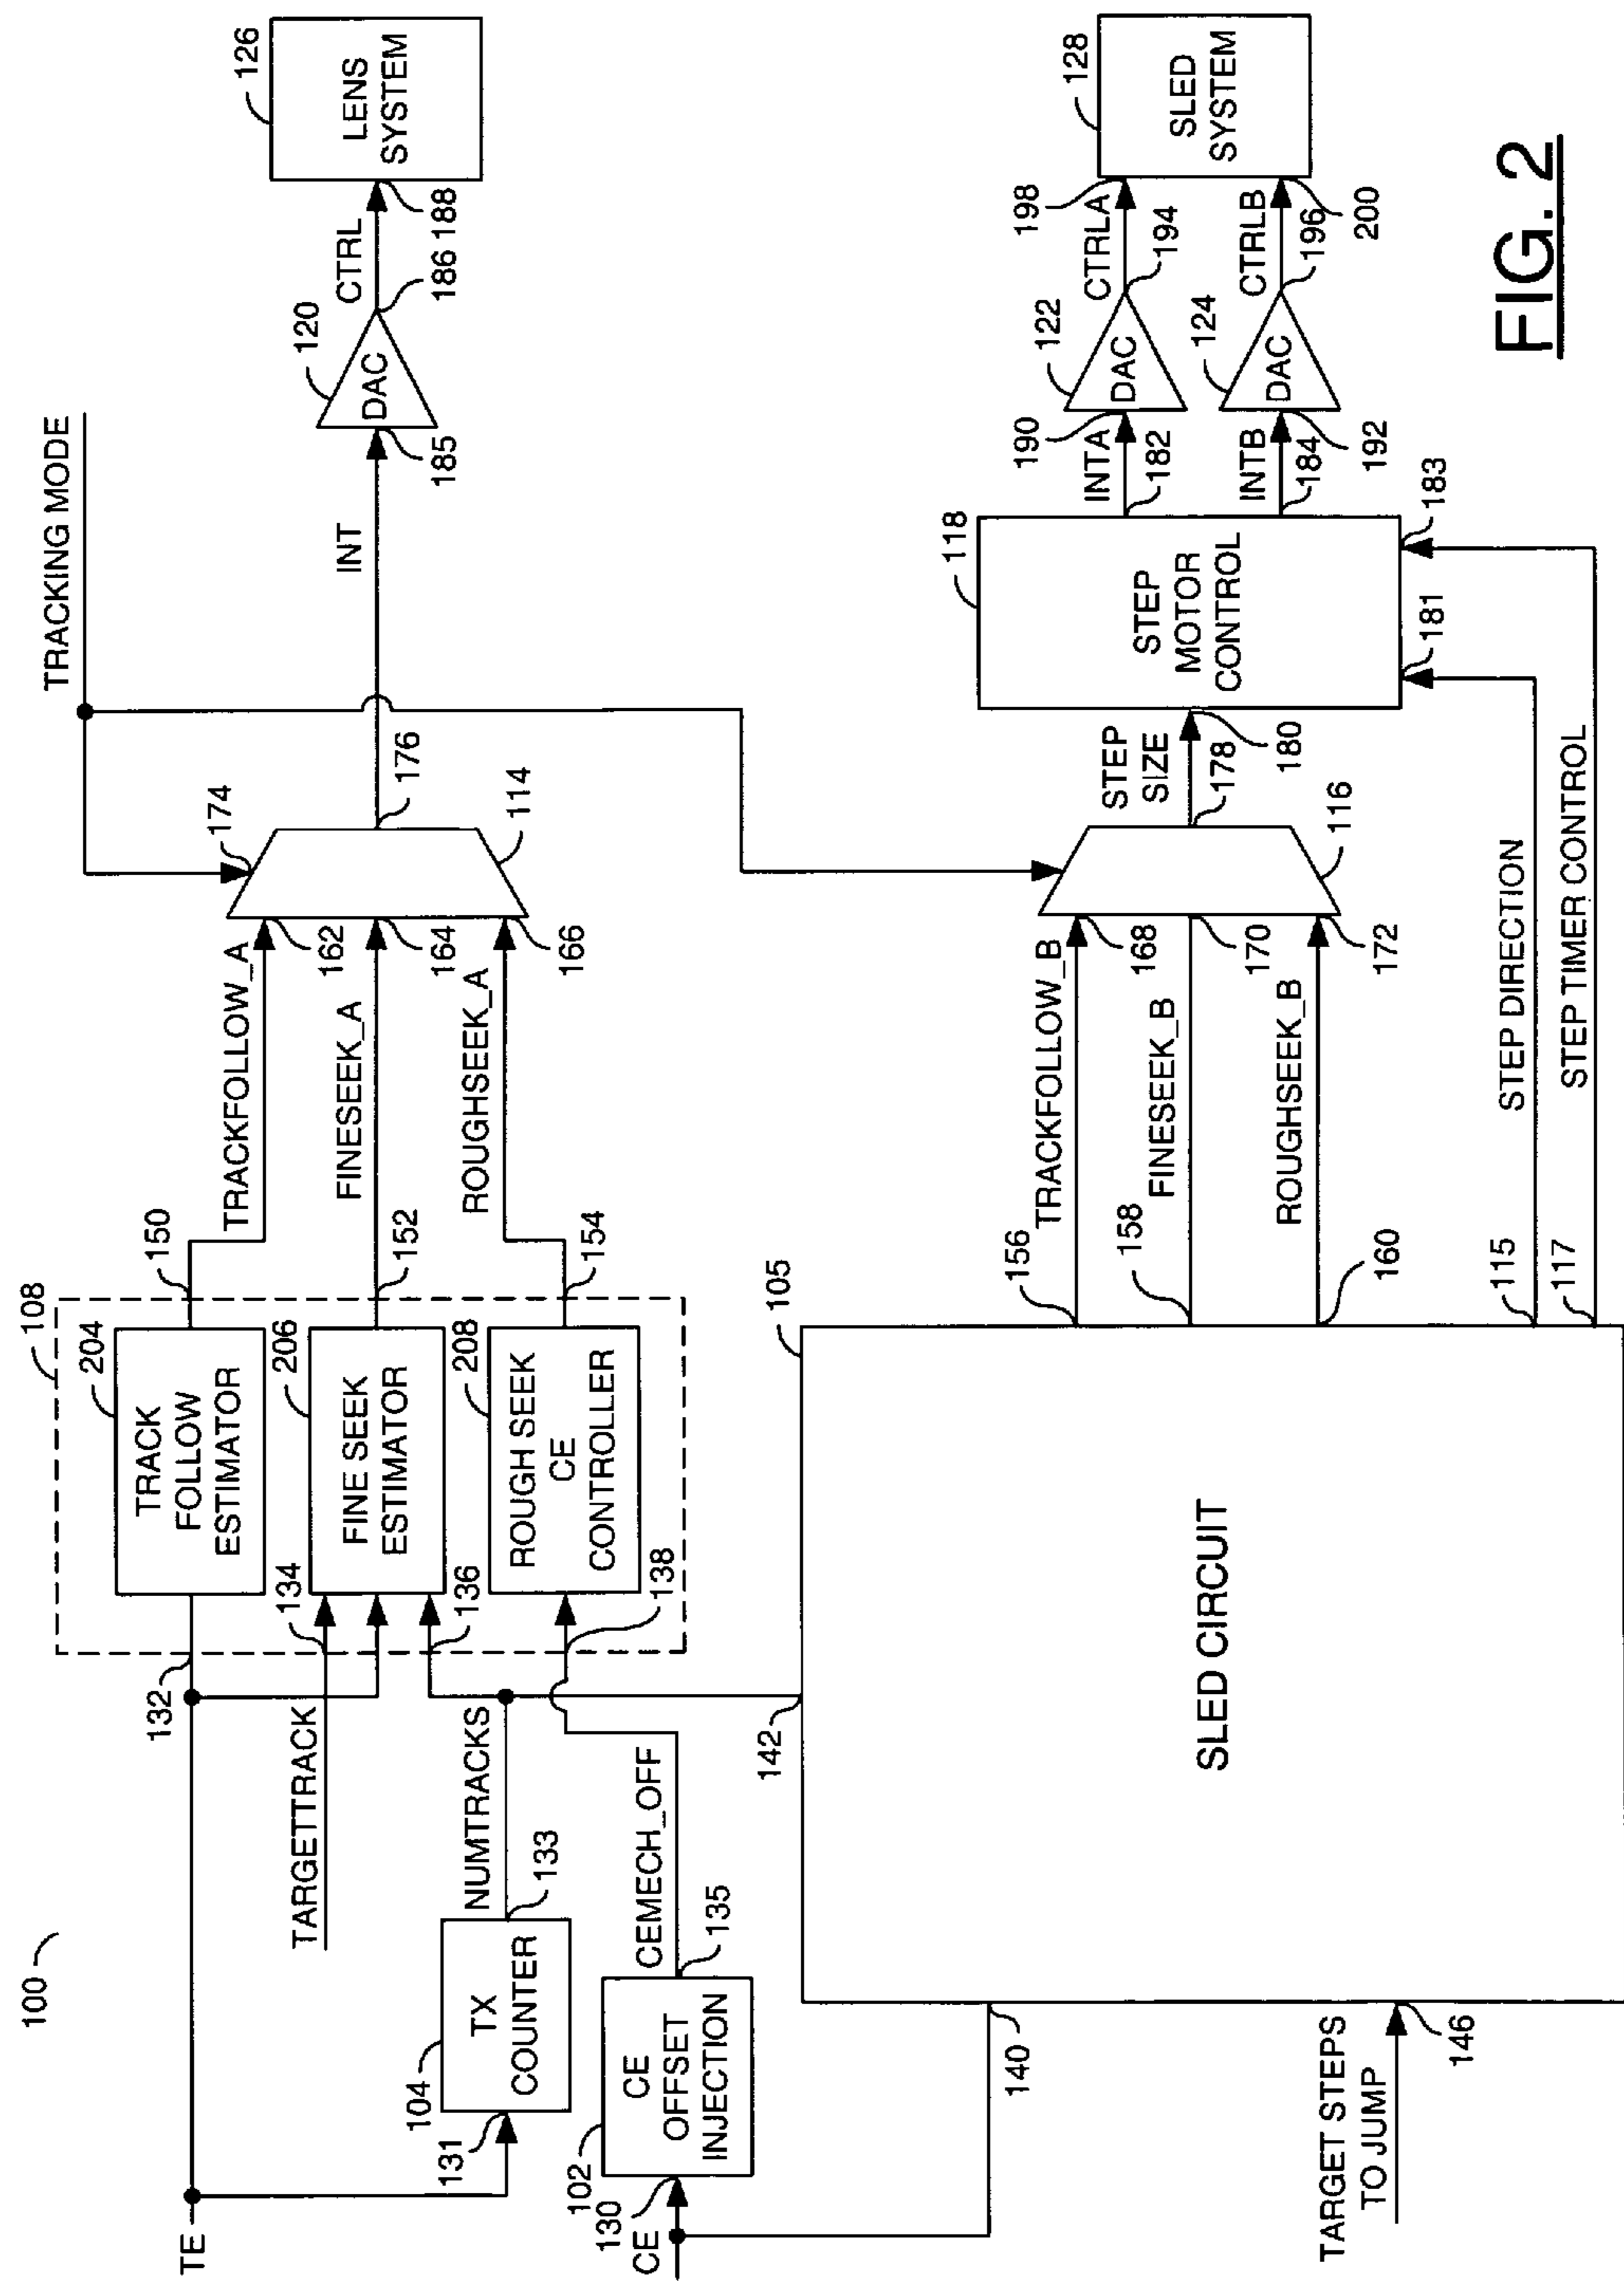 100
TE
132
TARGETTRACK
134
104
131
TX
COUNTER
NUMTRACKS
133
136
102
130
CE
CE
OFFSET
INJECTION
CEMECH_OFF
135
138
108
204
TRACK
FOLLOW
ESTIMATOR
206
FINE SEEK
ESTIMATOR
208
ROUGH SEEK
CE
CONTROLLER
150
TRACKFOLLOW_A
152
FINESEEK_A
154
ROUGHSEEK_A
162
164
166
174
176
114
TRACKING MODE
INT
185
120
DAC
186
CTRL
188
126
LENS
SYSTEM
140
142
105
SLED CIRCUIT
TARGET STEPS
TO JUMP
146
156
TRACKFOLLOW_B
158
FINESEEK_B
160
ROUGHSEEK_B
115
STEP DIRECTION
117
STEP TIMER CONTROL
168
170
172
116
STEP
SIZE
178
180
118
STEP
MOTOR
CONTROL
181
183
INTA
182
190
INTB
184
192
122
DAC
124
DAC
CTRLA
194
198
CTRLB
196
200
128
SLED
SYSTEM
FIG. 2